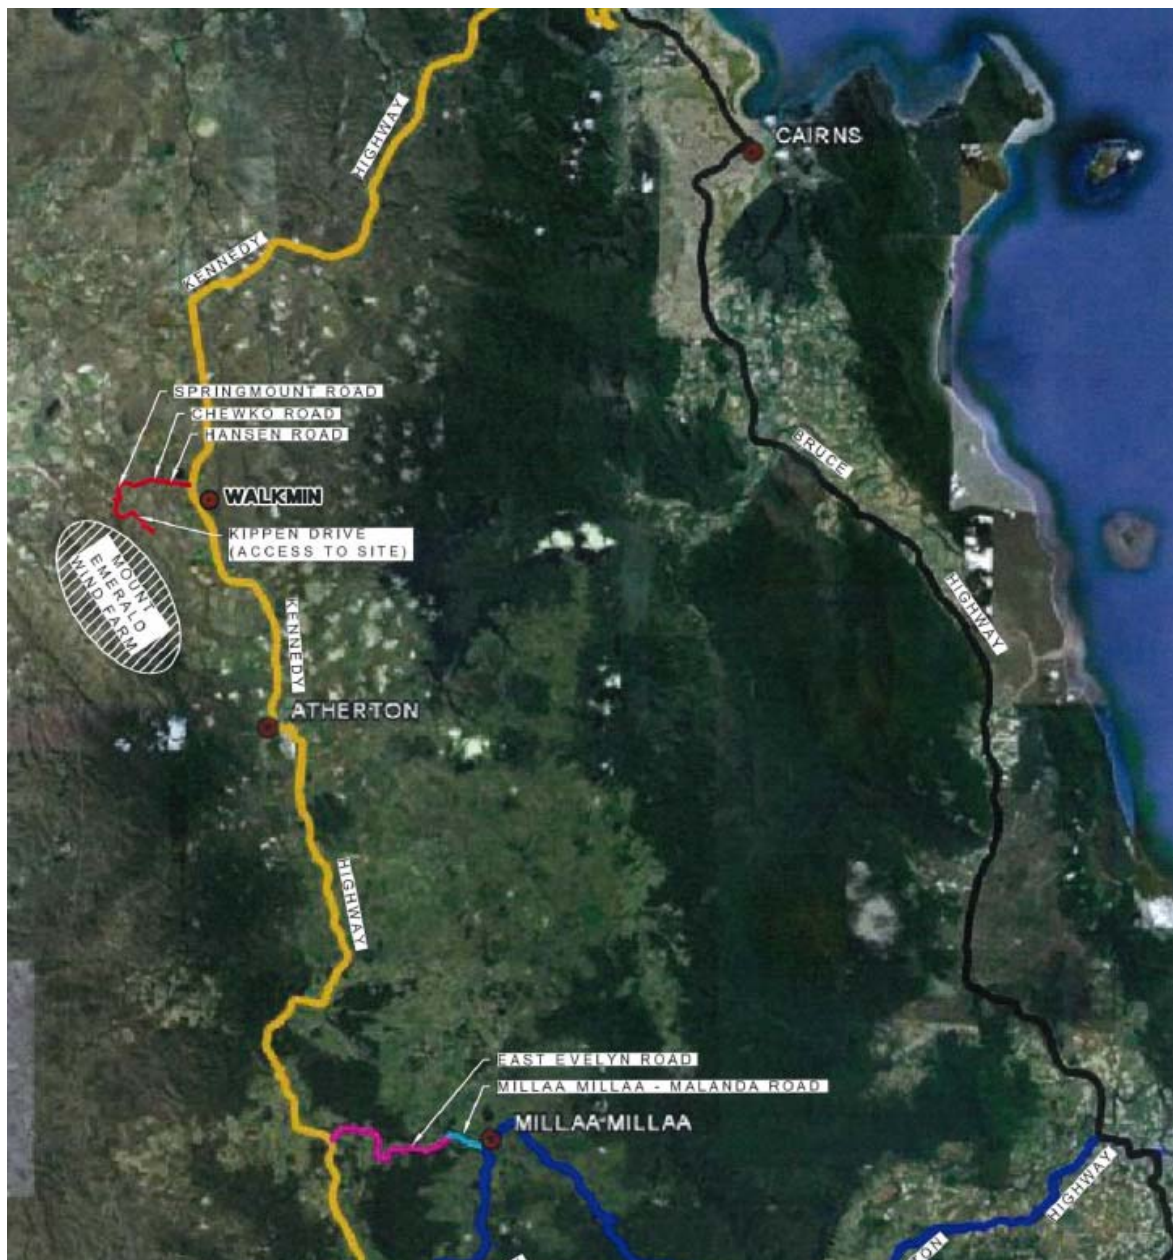 HIGHWAY
CAIRNS
KENNEDY
SPRINGMOUNT ROAD
CHEWKO ROAD
HANSEN ROAD
BRUCE
WALKMIN
KIPPEN DRIVE
(ACCESS TO SITE)
MOUNT
EMERALD
WIND FARM
HIGHWAY
KENNEDY
ATHERTON
HIGHWAY
EAST EVELYN ROAD
MILLAA MILLAA - MALANDA ROAD
MILLAA MILLAA
HIGHWAY